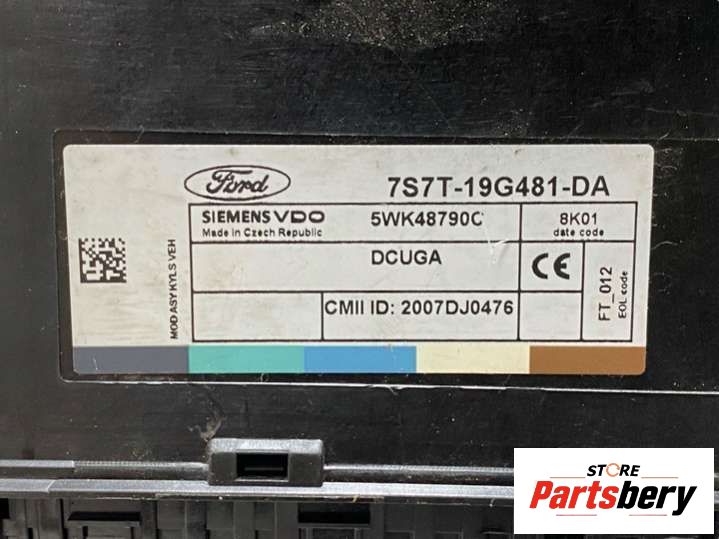 Ford
7S7T-19G481-DA
SIEMENS VDO
Made in Czech Republic
5WK48790C
8K01
date code
MOD ASY KYLS VEH
DCUGA
CE
CMII ID: 2007DJ0476
FT_012
EOL code
STORE
Partsbery